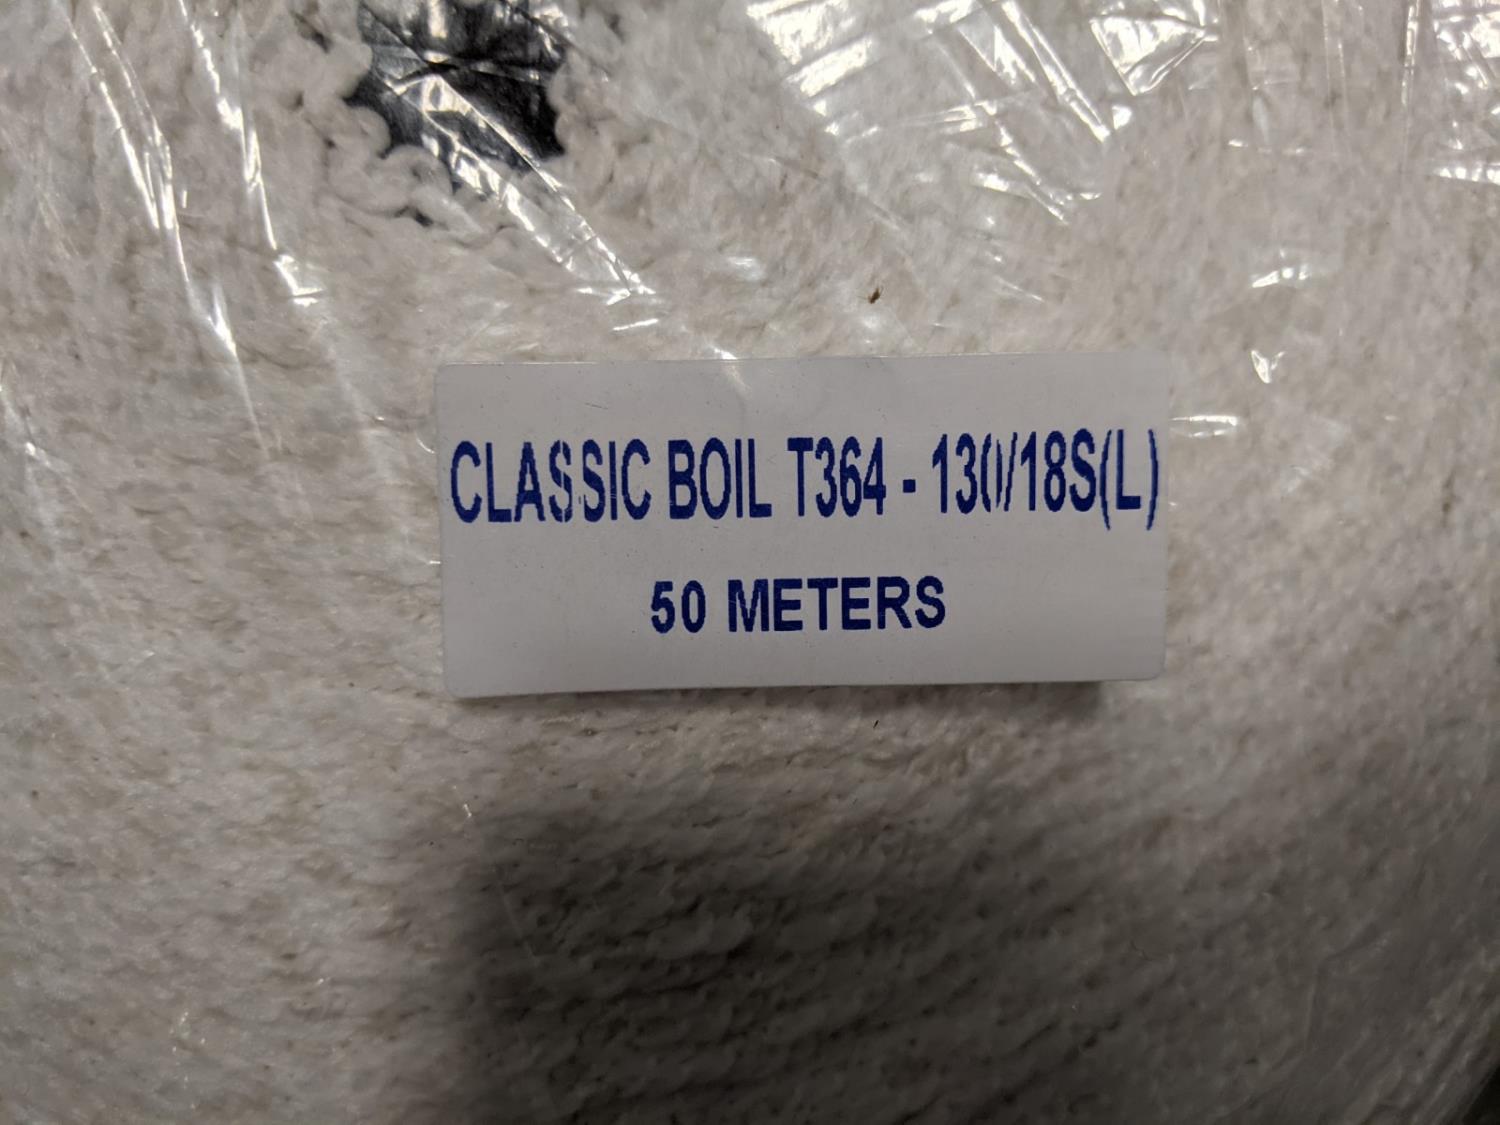 CLASSIC BOIL T364 - 130/18S(L)
50 METERS